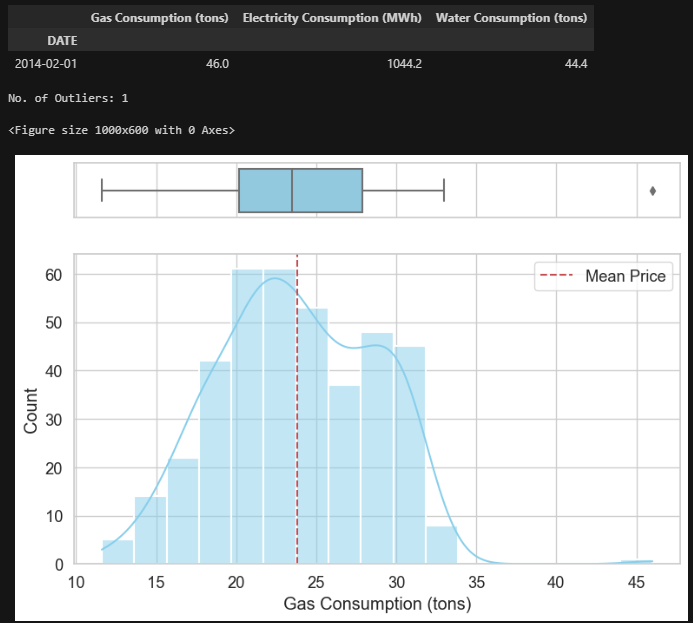 Gas Consumption (tons) Electricity Consumption (MWh) Water Consumption (tons)
DATE
2014-02-01 46.0 1044.2 44.4
No. of Outliers: 1
<Figure size 1000x600 with 0 Axes>
Mean Price
60
50
40
30
20
10
0
Count
10 15 20 25 30 35 40 45
Gas Consumption (tons)